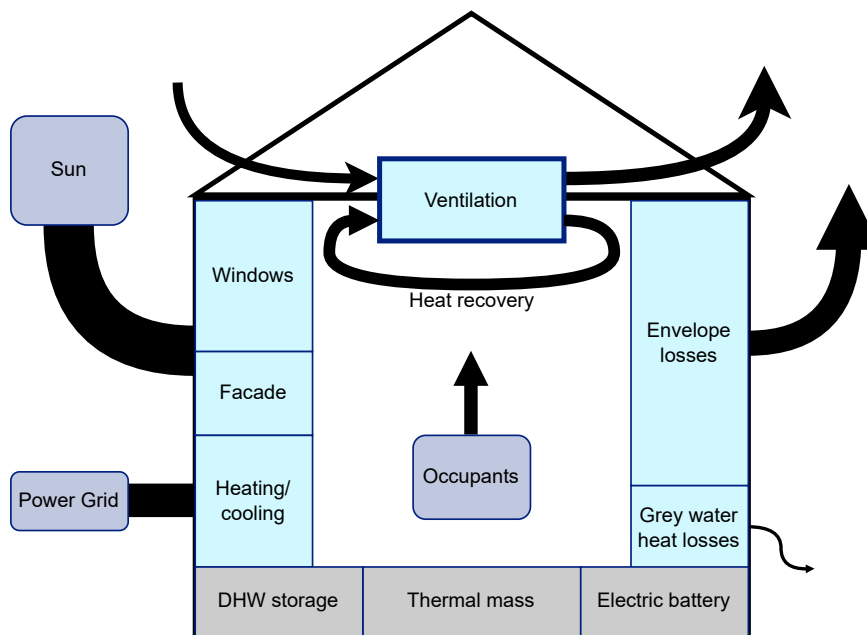 Sun
Ventilation
Windows
Heat recovery
Envelope
losses
Facade
Power Grid
Heating/
cooling
Occupants
Grey water
heat losses
DHW storage
Thermal mass
Electric battery